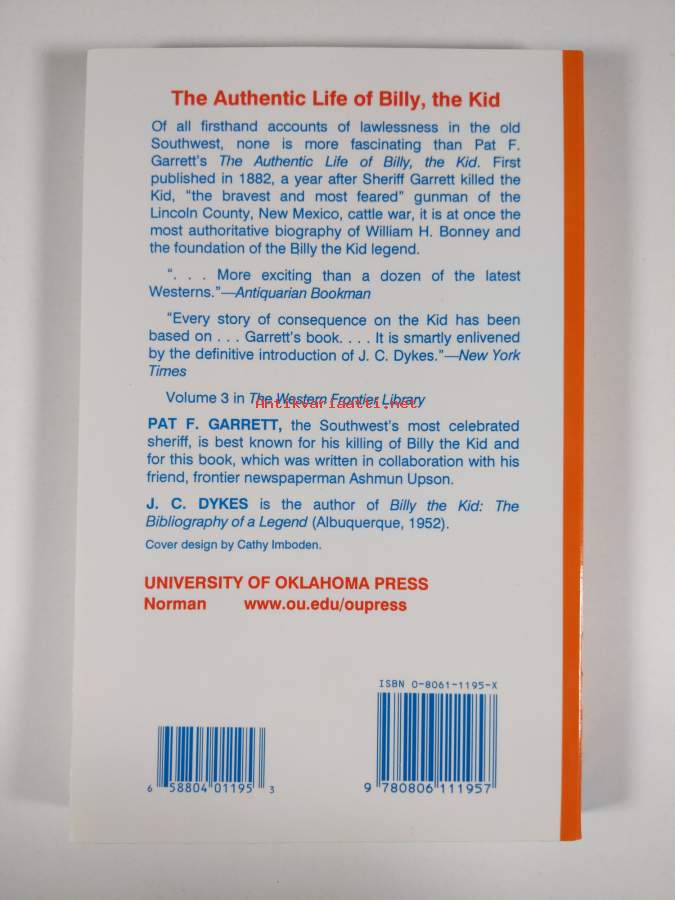 The Authentic Life of Billy, the Kid
Of all firsthand accounts of lawlessness in the old
Southwest, none is more fascinating than Pat F.
Garrett's The Authentic Life of Billy, the Kid. First
published in 1882, a year after Sheriff Garrett killed the
Kid, "the bravest and most feared" gunman of the
Lincoln County, New Mexico, cattle war, it is at once the
most authoritative biography of William H. Bonney and
the foundation of the Billy the Kid legend.
". . . More exciting than a dozen of the latest
Westerns."—Antiquarian Bookman
"Every story of consequence on the Kid has been
based on . . . Garrett's book. . . . It is smartly enlivened
by the definitive introduction of J. C. Dykes."—New York
Times
Volume 3 in The Western Frontier Library
Antikvariaatti.net
PAT F. GARRETT, the Southwest's most celebrated
sheriff, is best known for his killing of Billy the Kid and
for this book, which was written in collaboration with his
friend, frontier newspaperman Ashmun Upson.
J. C. DYKES is the author of Billy the Kid: The
Bibliography of a Legend (Albuquerque, 1952).
Cover design by Cathy Imboden.
UNIVERSITY OF OKLAHOMA PRESS
Norman www.ou.edu/oupress
ISBN 0-8061-1195-X
6 58804 01195 3
9 780806 111957